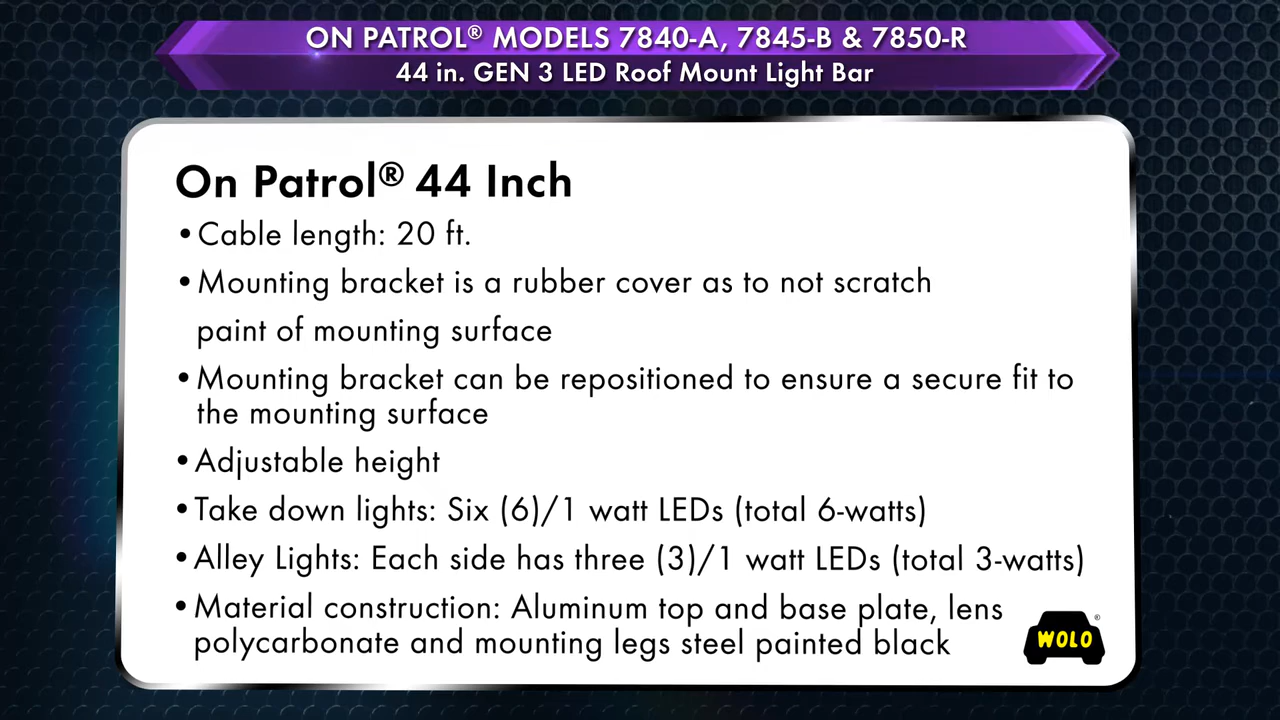 ON PATROL® MODELS 7840-A, 7845-B & 7850-R
44 in. GEN 3 LED Roof Mount Light Bar
On Patrol® 44 Inch
•Cable length: 20 ft.
•Mounting bracket is a rubber cover as to not scratch
paint of mounting surface
•Mounting bracket can be repositioned to ensure a secure fit to
the mounting surface
•Adjustable height
•Take down lights: Six (6)/1 watt LEDs (total 6-watts)
•Alley Lights: Each side has three (3)/1 watt LEDs (total 3-watts)
•Material construction: Aluminum top and base plate, lens
polycarbonate and mounting legs steel painted black
WOLO®